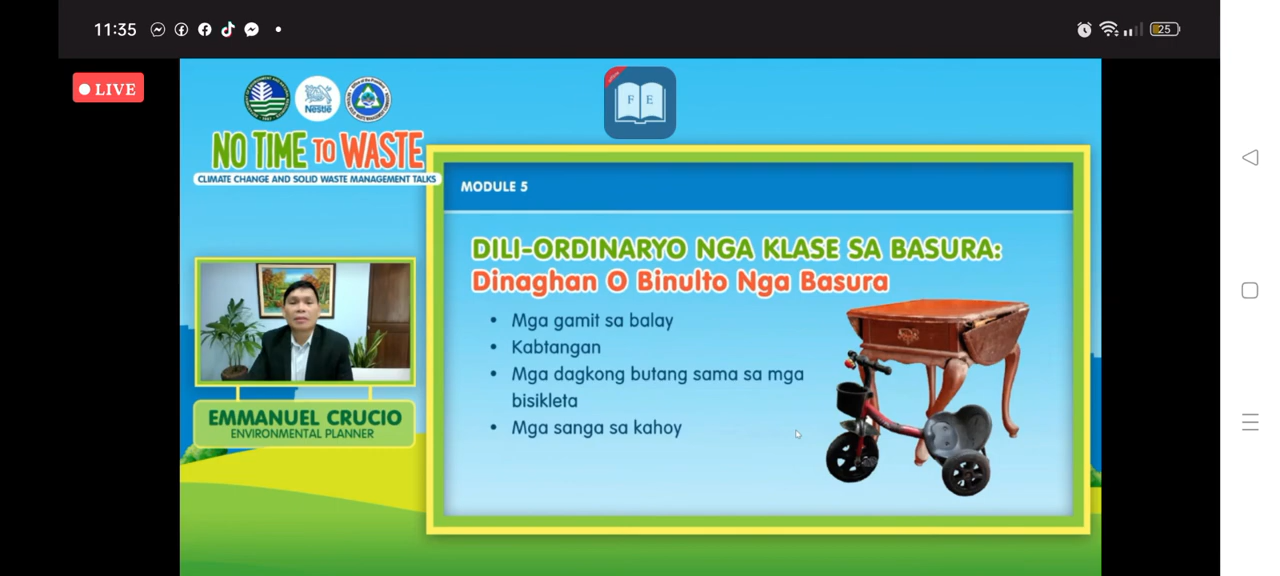 11:35
25
LIVE
Nestlé
F E
NO TIME TO WASTE
CLIMATE CHANGE AND SOLID WASTE MANAGEMENT TALKS
MODULE 5
DILI-ORDINARYO NGA KLASE SA BASURA:
Dinaghan O Binulto Nga Basura
• Mga gamit sa balay
• Kabtangan
• Mga dagkong butang sama sa mga
bisikleta
• Mga sanga sa kahoy
EMMANUEL CRUCIO
ENVIRONMENTAL PLANNER